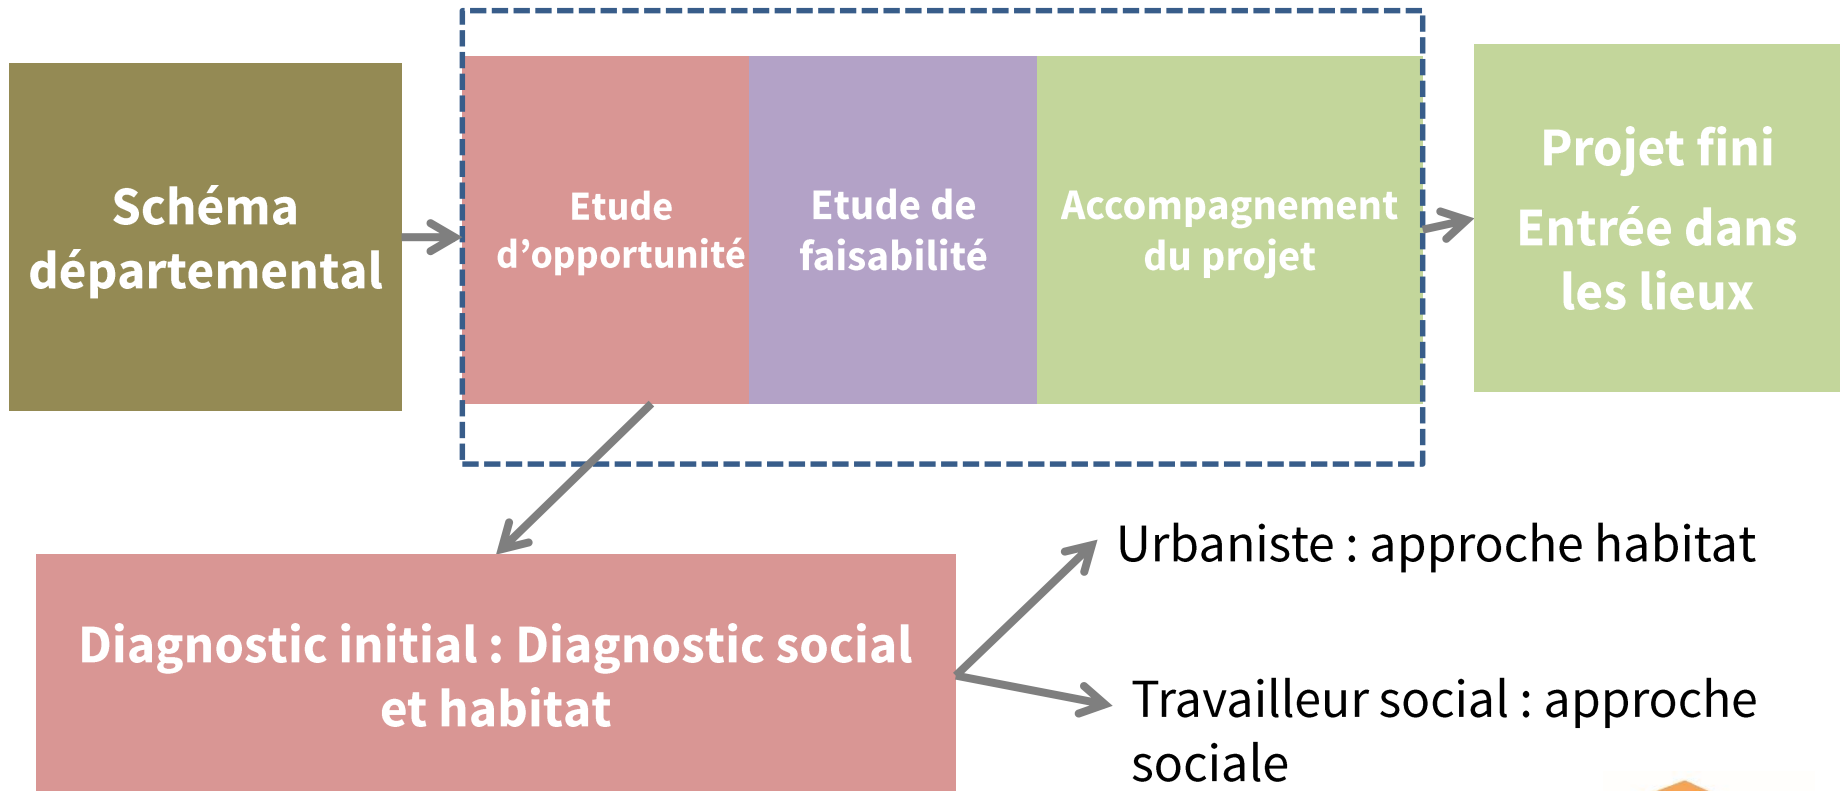 Schéma
départemental
Etude
d’opportunité
Etude de
faisabilité
Accompagnement
du projet
Projet fini
Entrée dans
les lieux
Diagnostic initial : Diagnostic social
et habitat
Urbaniste : approche habitat
Travailleur social : approche
sociale